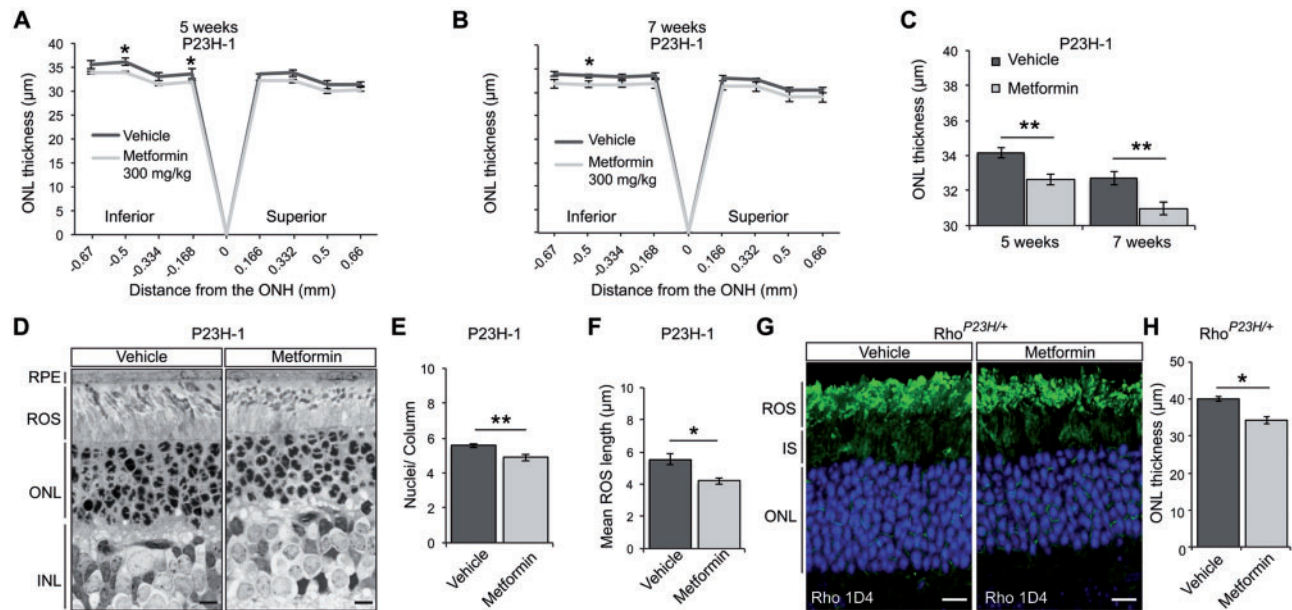 A
5 weeks
P23H-1
ONL thickness (µm)
40
35
30
25
20
15
10
5
0
*
*
Vehicle
Metformin
300 mg/kg
Inferior
Superior
-0.67
-0.5
-0.334
-0.168
0
0.166
0.332
0.5
0.66
Distance from the ONH (mm)
B
7 weeks
P23H-1
ONL thickness (µm)
*
Vehicle
Metformin
300 mg/kg
Inferior
Superior
-0.67
-0.5
-0.334
-0.168
0
0.166
0.332
0.5
0.66
Distance from the ONH (mm)
C
P23H-1
ONL thickness (µm)
40
38
36
34
32
30
Vehicle
Metformin
**
**
5 weeks
7 weeks
D
P23H-1
Vehicle
Metformin
RPE
ROS
ONL
INL
E
P23H-1
Nuclei/ Column
10
8
6
4
2
0
**
Vehicle
Metformin
F
P23H-1
Mean ROS length (µm)
10
8
6
4
2
0
*
Vehicle
Metformin
G
Rho P23H/+
Vehicle
Metformin
ROS
IS
ONL
Rho 1D4
Rho 1D4
H
Rho P23H/+
ONL thickness (µm)
50
40
30
20
10
0
*
Vehicle
Metformin